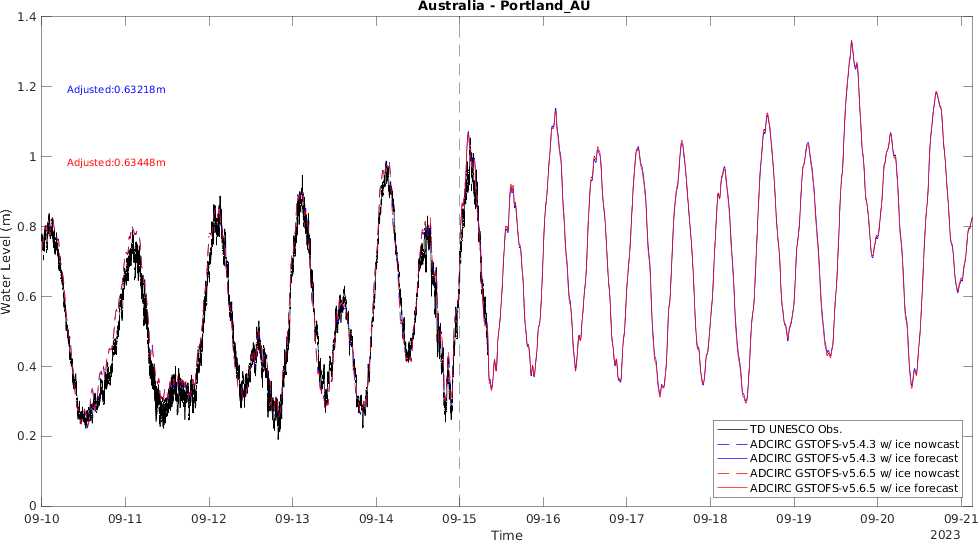 Australia - Portland_AU
1.4
1.2
1
0.8
0.6
0.4
0.2
0
Water Level (m)
Adjusted:0.63218m
Adjusted:0.63448m
TD UNESCO Obs.
ADCIRC GSTOFS-v5.4.3 w/ ice nowcast
ADCIRC GSTOFS-v5.4.3 w/ ice forecast
ADCIRC GSTOFS-v5.6.5 w/ ice nowcast
ADCIRC GSTOFS-v5.6.5 w/ ice forecast
09-10 09-11 09-12 09-13 09-14 09-15 09-16 09-17 09-18 09-19 09-20 09-21
Time
2023